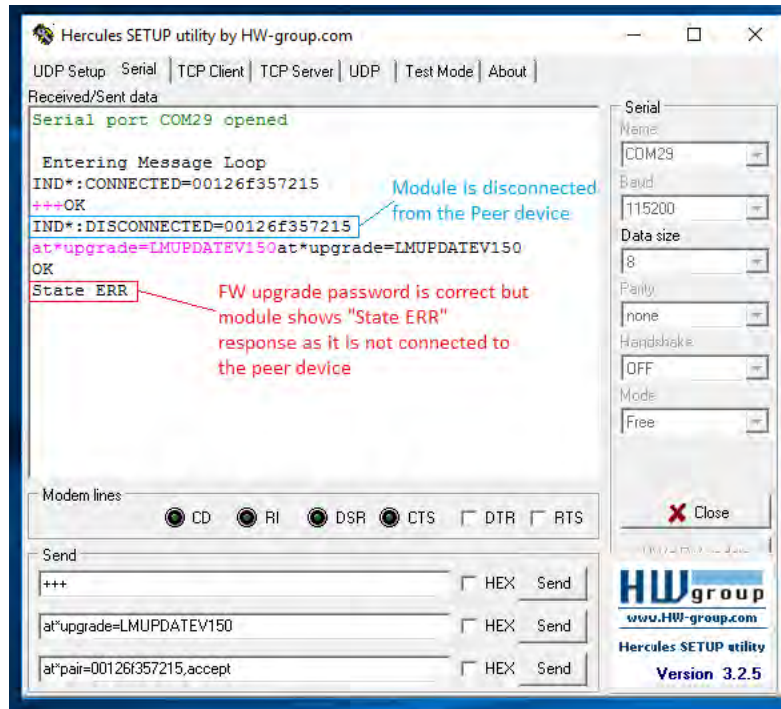 Hercules SETUP utility by HW-group.com
UDP Setup Serial TCP Client TCP Server UDP Test Mode About
Received/Sent data
Serial port COM29 opened
Entering Message Loop
IND*:CONNECTED=00126f357215
+++OK
IND*:DISCONNECTED=00126f357215
at*upgrade=LMUPDATEV150at*upgrade=LMUPDATEV150
OK
State ERR
Module is disconnected
from the Peer device
FW upgrade password is correct but
module shows "State ERR"
response as it is not connected to
the peer device
Serial
Name
COM29
Baud
115200
Data size
8
Parity
none
Handshake
OFF
Mode
Free
Modem lines
CD RI DSR CTS DTR RTS
Close
Send
+++ HEX Send
at*upgrade=LMUPDATEV150 HEX Send
at*pair=00126f357215,accept HEX Send
HWgroup
www.HW-group.com
Hercules SETUP utility
Version 3.2.5